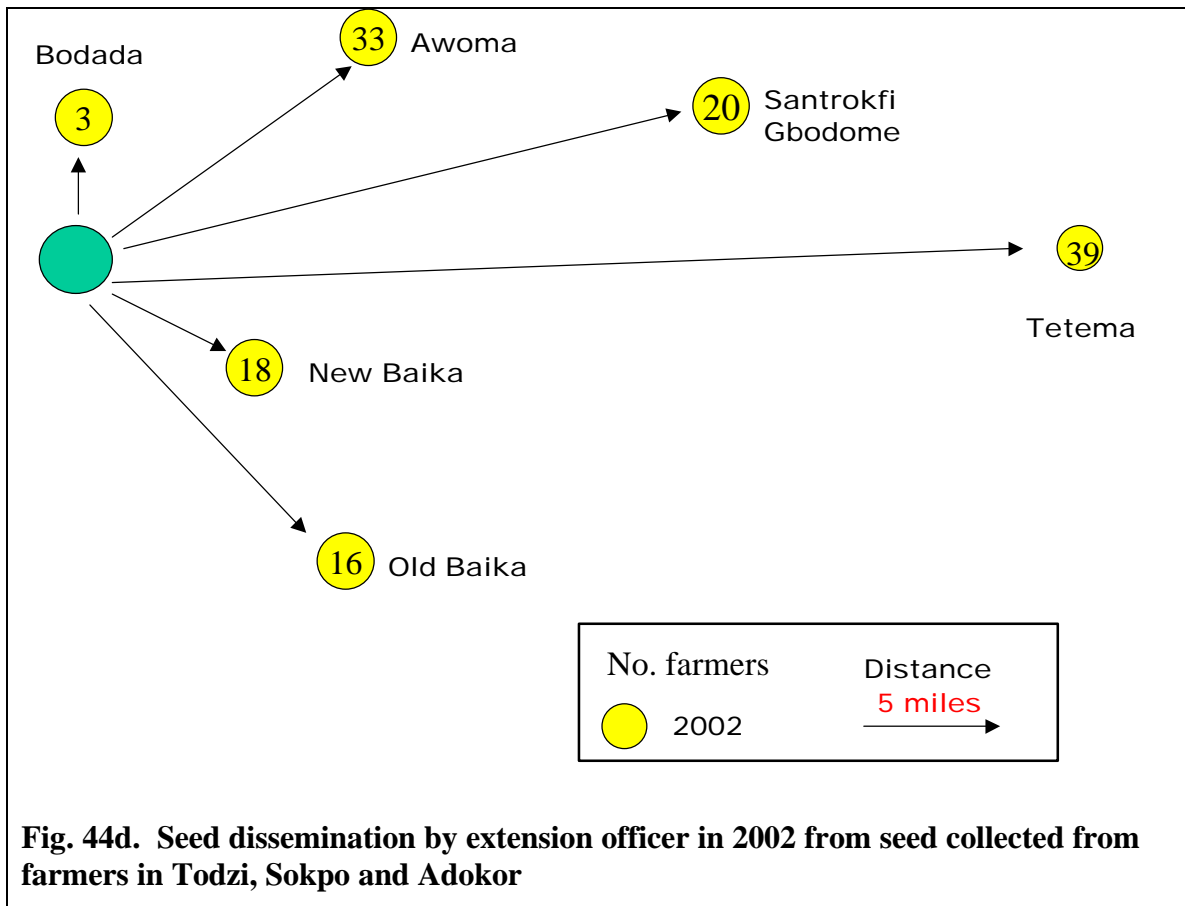 Bodada
3
33
Awoma
20
Santrokfi
Gbodome
39
Tetema
18
New Baika
16
Old Baika
No. farmers
Distance
5 miles
2002
Fig. 44d. Seed dissemination by extension officer in 2002 from seed collected from
farmers in Todzi, Sokpo and Adokor